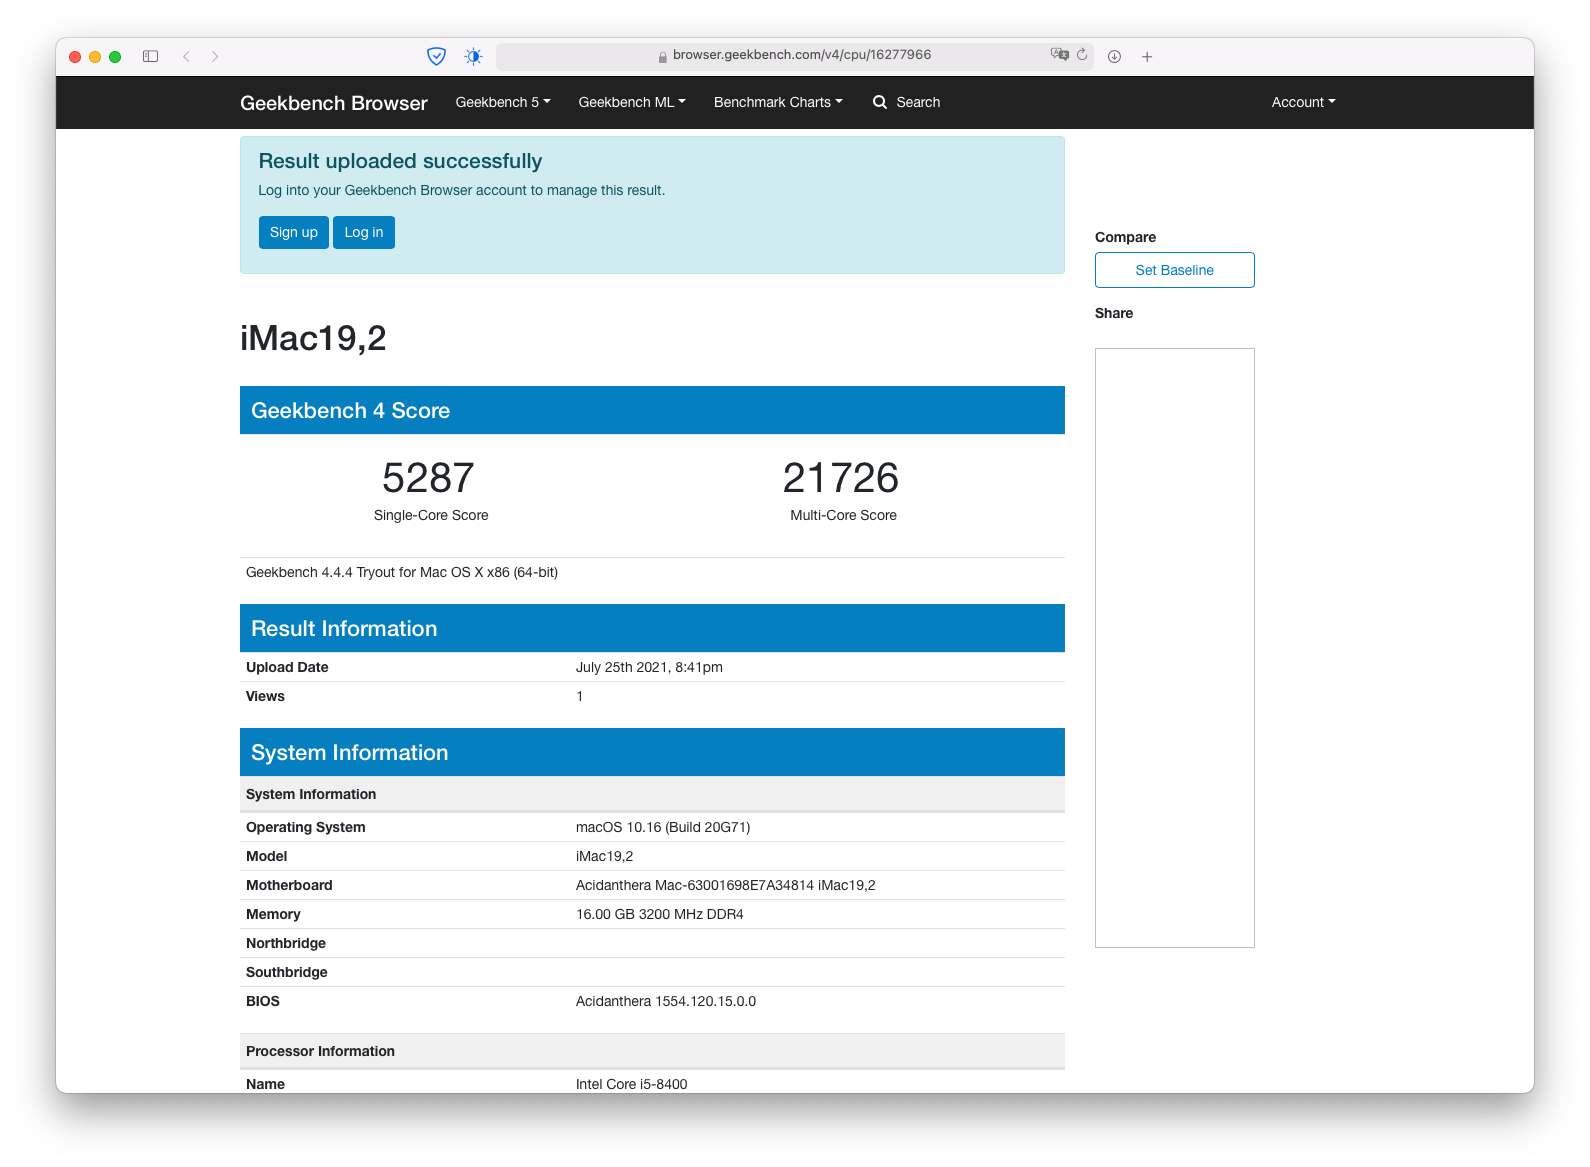 browser.geekbench.com/v4/cpu/16277966
Geekbench Browser Geekbench 5 Geekbench ML Benchmark Charts Search Account
Result uploaded successfully
Log into your Geekbench Browser account to manage this result.
Sign up Log in
Compare
Set Baseline
Share
iMac19,2
Geekbench 4 Score
5287 21726
Single-Core Score Multi-Core Score
Geekbench 4.4.4 Tryout for Mac OS X x86 (64-bit)
Result Information
Upload Date July 25th 2021, 8:41pm
Views 1
System Information
System Information
Operating System macOS 10.16 (Build 20G71)
Model iMac19,2
Motherboard Acidanthera Mac-63001698E7A34814 iMac19,2
Memory 16.00 GB 3200 MHz DDR4
Northbridge
Southbridge
BIOS Acidanthera 1554.120.15.0.0
Processor Information
Name Intel Core i5-8400